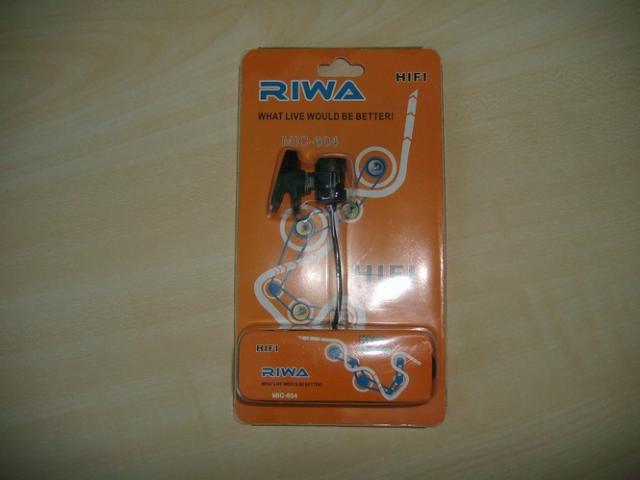 HIFI
RIWA
WHAT LIVE WOULD BE BETTER!
MIC-604
HIFI
HIFI
RIWA
WHAT LIVE WOULD BE BETTER!
MIC-604